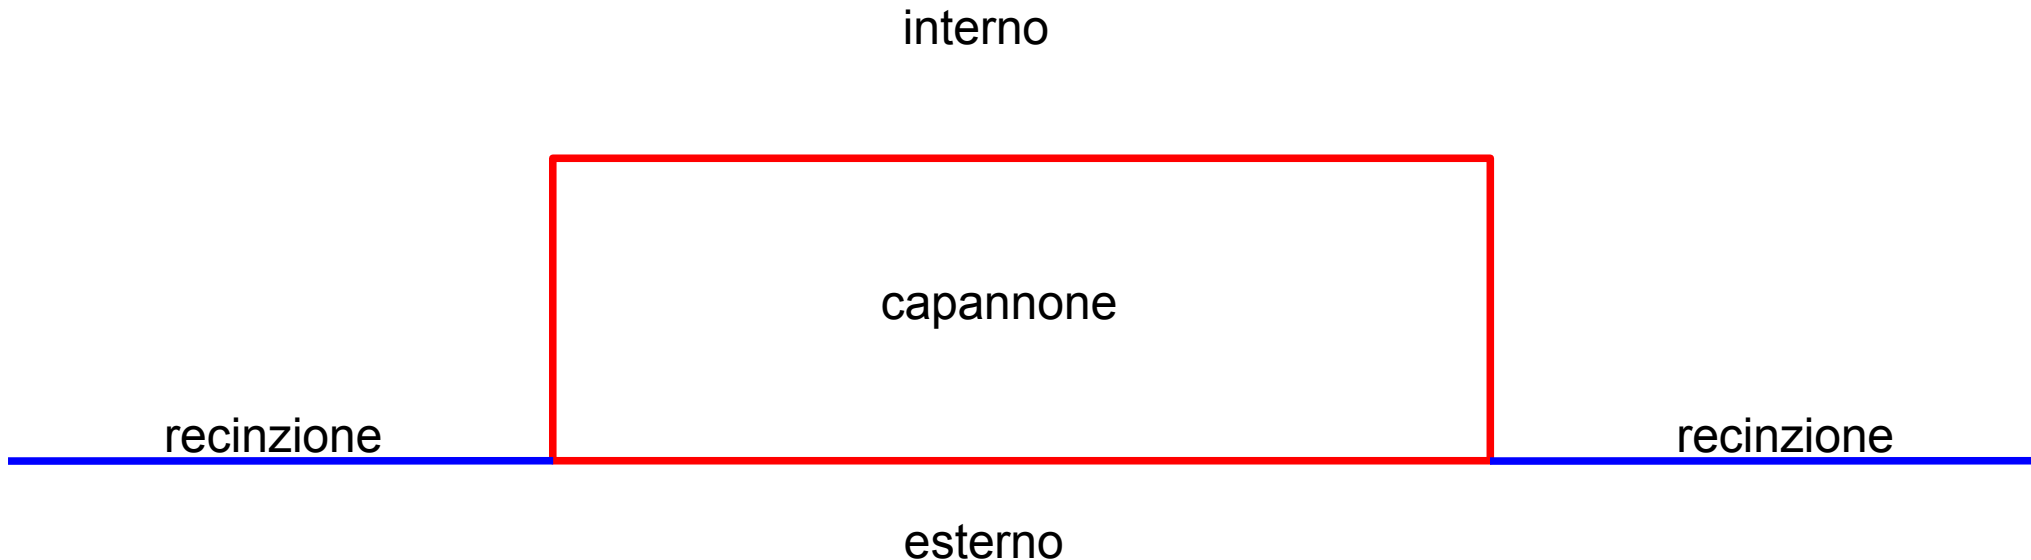 interno
capannone
recinzione
recinzione
esterno